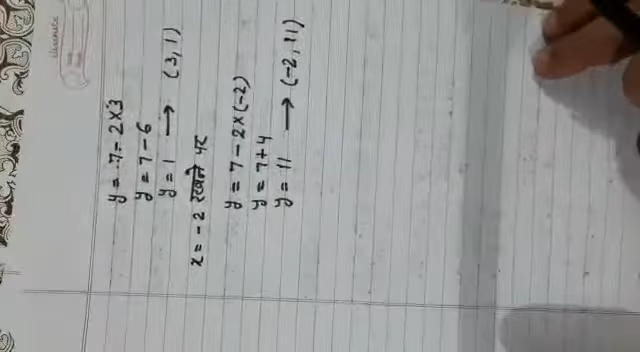 y = 7 - 2×3
y = 7 - 6
y = 1 → (3, 1)
x = -2 रखने पर
y = 7 - 2×(-2)
y = 7 + 4
y = 11 → (-2, 11)